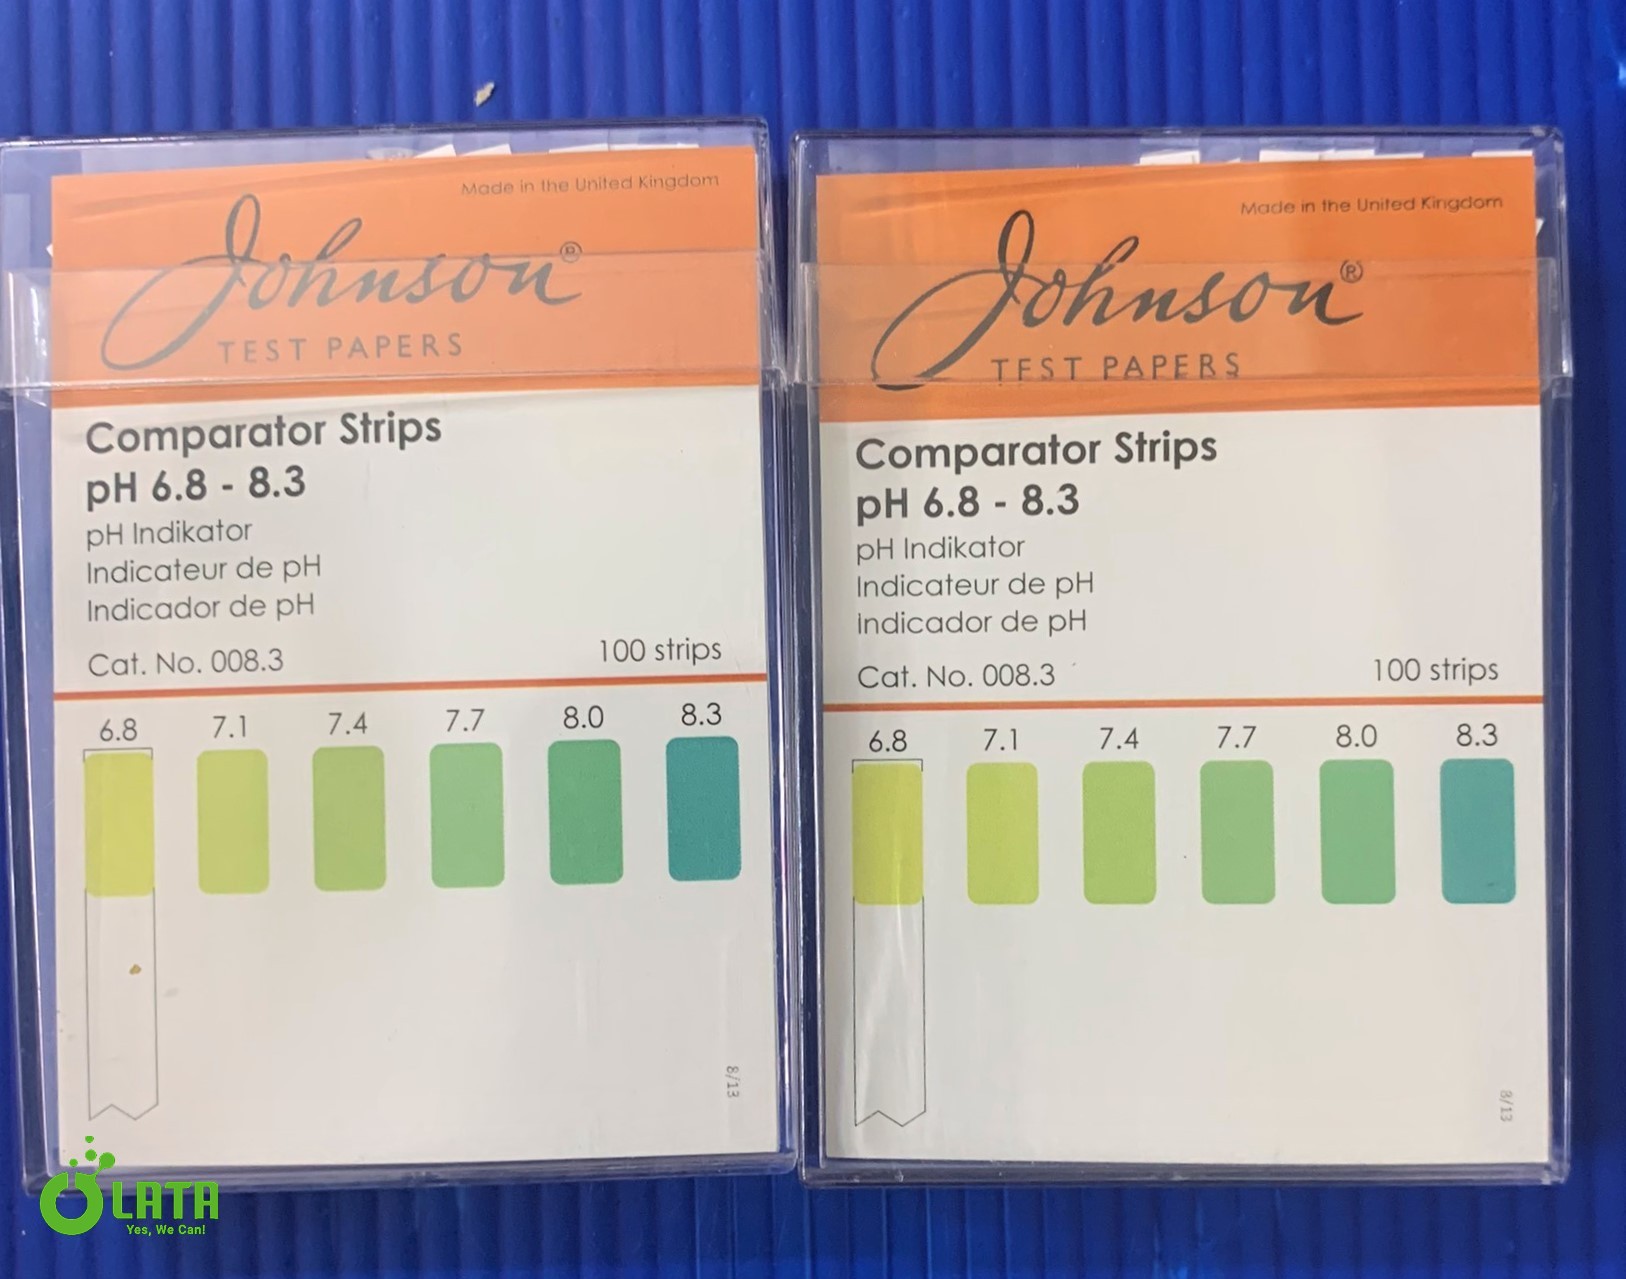 Made in the United Kingdom
Johnson®
TEST PAPERS
Comparator Strips
pH 6.8 - 8.3
pH Indikator
Indicateur de pH
Indicador de pH
Cat. No. 008.3
100 strips
6.8 7.1 7.4 7.7 8.0 8.3
8/13
Made in the United Kingdom
Johnson®
TEST PAPERS
Comparator Strips
pH 6.8 - 8.3
pH Indikator
Indicateur de pH
Indicador de pH
Cat. No. 008.3
100 strips
6.8 7.1 7.4 7.7 8.0 8.3
8/13
OLATA
Yes, We Can!